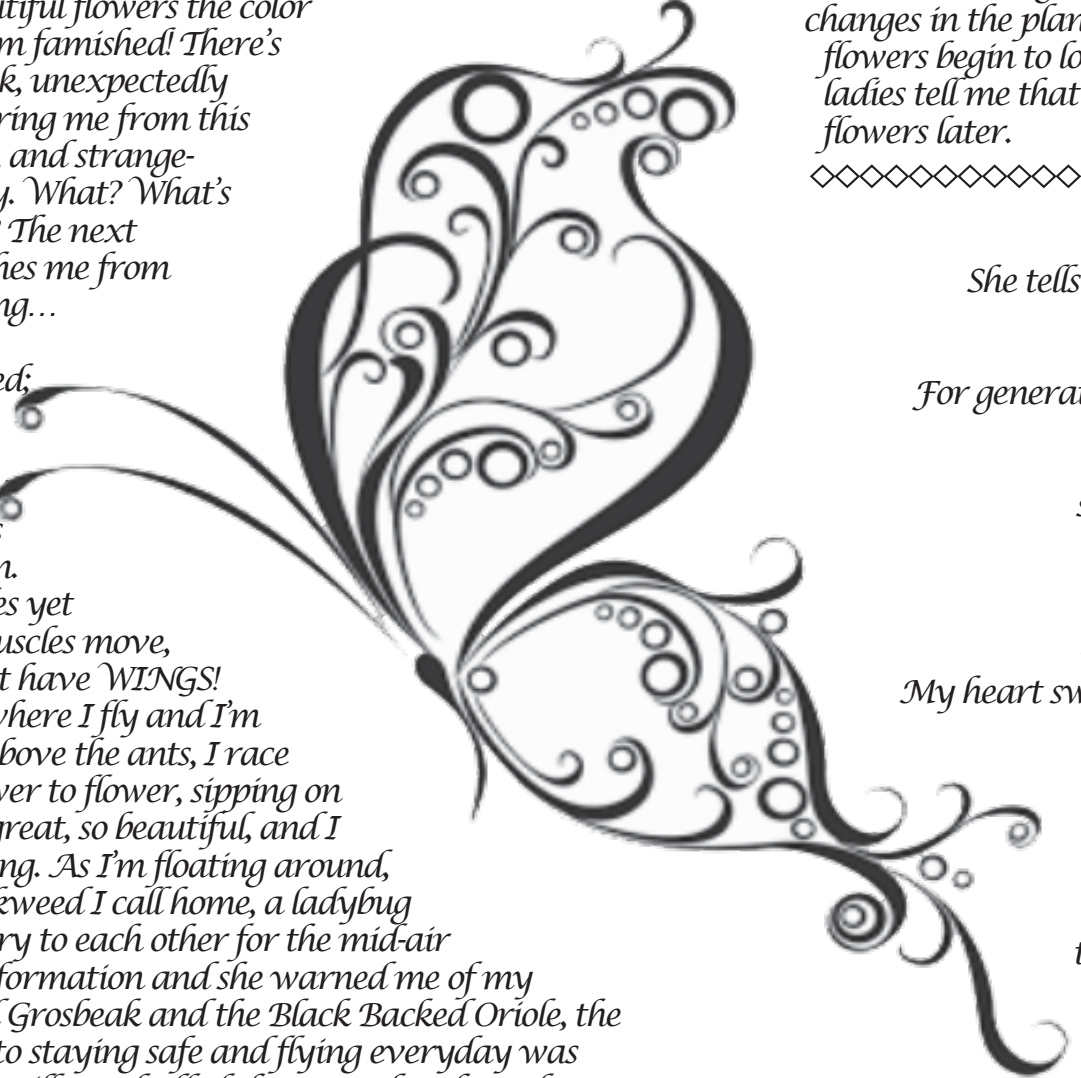 utiful flowers the color
m famished! There's
k, unexpectedly
ring me from this
, and strange-
y. What? What's
? The next
hes me from
ng…
ed;
n.
es yet
uscles move,
t have WINGS!
where I fly and I'm
bove the ants, I race
wer to flower, sipping on
great, so beautiful, and I
ng. As I'm floating around,
kweed I call home, a ladybug
ry to each other for the mid-air
formation and she warned me of my
d Grosbeak and the Black Backed Oriole, the
to staying safe and flying everyday was
changes in the plan
flowers begin to lo
ladies tell me that
flowers later.
She tells
For generat
s
My heart sw
t